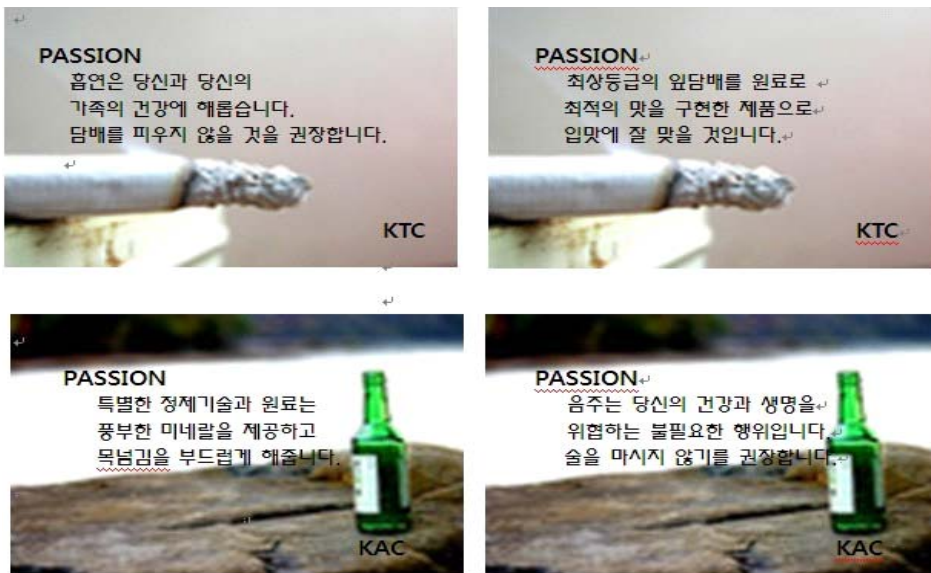 PASSION
흡연은 당신과 당신의
가족의 건강에 해롭습니다.
담배를 피우지 않을 것을 권장합니다.
KTC
PASSION
최상등급의 잎담배를 원료로
최적의 맛을 구현한 제품으로
입맛에 잘 맞을 것입니다.
KTC
PASSION
특별한 정제기술과 원료는
풍부한 미네랄을 제공하고
목넘김을 부드럽게 해줍니다.
KAC
PASSION
음주는 당신의 건강과 생명을
위협하는 불필요한 행위입니다.
술을 마시지 않기를 권장합니다.
KAC